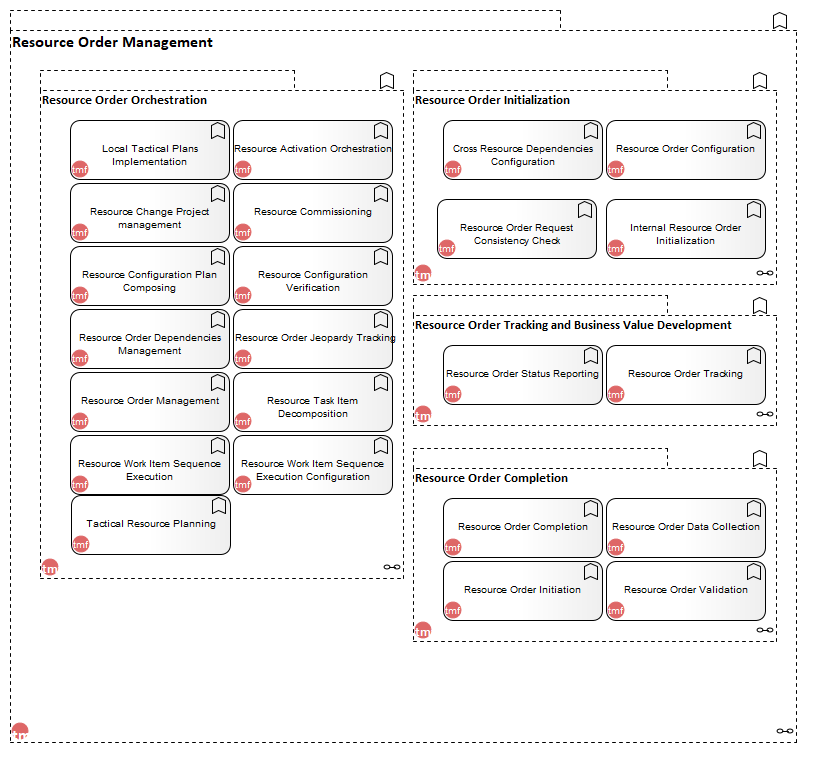 Resource Order Management
Resource Order Orchestration
Local Tactical Plans
Implementation
tmf
Resource Activation Orchestration
tmf
Resource Change Project
management
tmf
Resource Commissioning
tmf
Resource Configuration Plan
Composing
tmf
Resource Configuration
Verification
tmf
Resource Order Dependencies
Management
tmf
Resource Order Jeopardy Tracking
tmf
Resource Order Management
tmf
Resource Task Item
Decomposition
tmf
Resource Work Item Sequence
Execution
tmf
Resource Work Item Sequence
Execution Configuration
tmf
Tactical Resource Planning
tmf
tm
Resource Order Initialization
Cross Resource Dependencies
Configuration
tmf
Resource Order Configuration
tmf
Resource Order Request
Consistency Check
tmf
Internal Resource Order
Initialization
tmf
tm
Resource Order Tracking and Business Value Development
Resource Order Status Reporting
tmf
Resource Order Tracking
tmf
tm
Resource Order Completion
Resource Order Completion
tmf
Resource Order Data Collection
tmf
Resource Order Initiation
tmf
Resource Order Validation
tmf
tm
tm